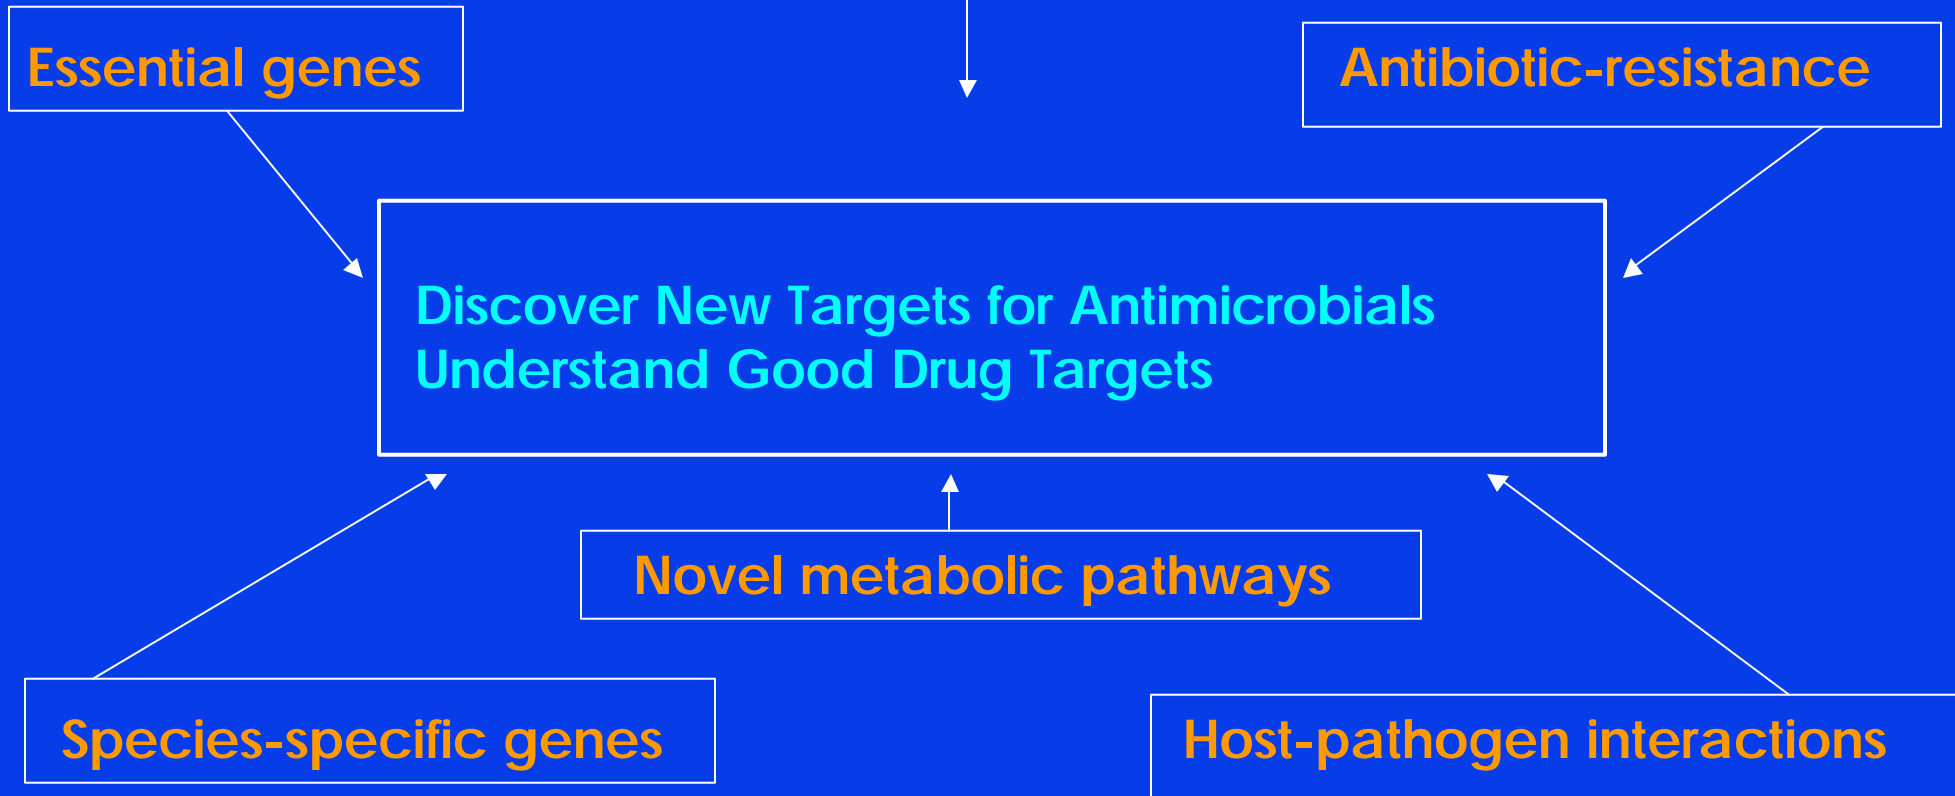 Essential genes
Antibiotic-resistance
Discover New Targets for Antimicrobials
Understand Good Drug Targets
Novel metabolic pathways
Species-specific genes
Host-pathogen interactions